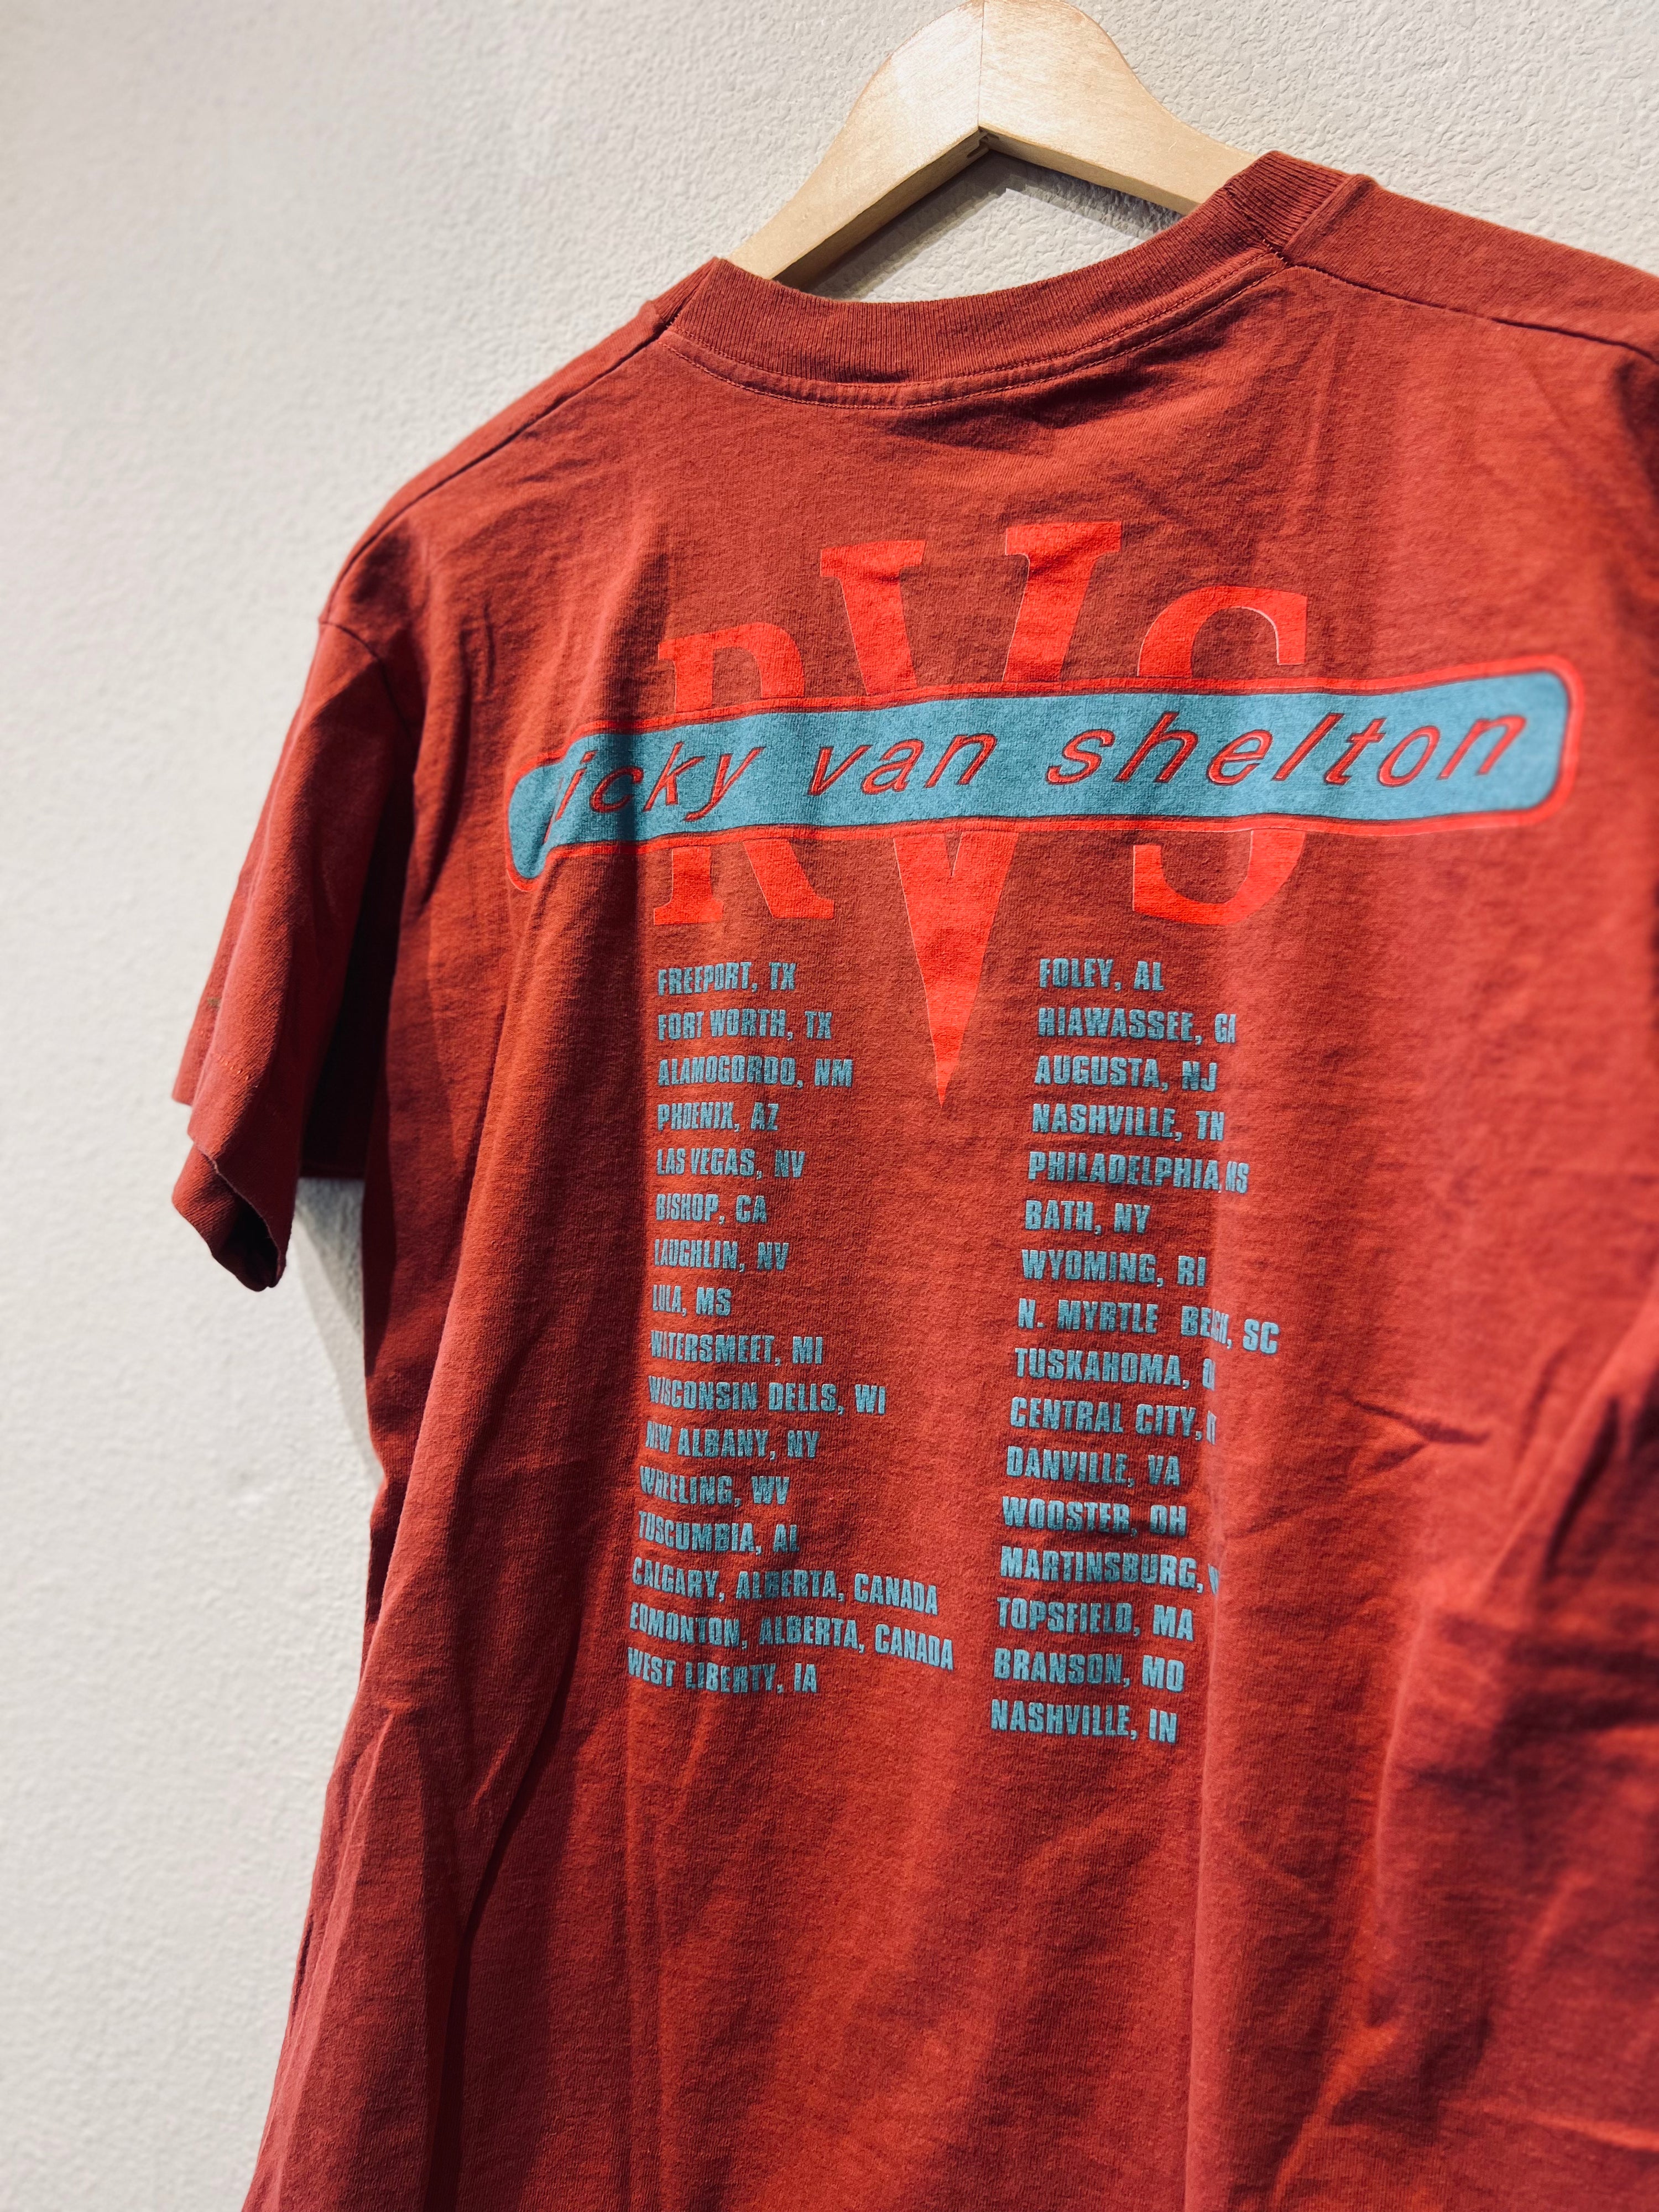 RVS
ricky van shelton
FREEPORT, TX
FORT WORTH, TX
ALAMOGORDO, NM
PHOENIX, AZ
LAS VEGAS, NV
BISHOP, CA
LAUGHLIN, NV
LULA, MS
WATERSMEET, MI
WISCONSIN DELLS, WI
NEW ALBANY, NY
WHEELING, WV
TUSCUMBIA, AL
CALGARY, ALBERTA, CANADA
EDMONTON, ALBERTA, CANADA
WEST LIBERTY, IA
FOLEY, AL
HIAWASSEE, GA
AUGUSTA, NJ
NASHVILLE, TN
PHILADELPHIA, MS
BATH, NY
WYOMING, RI
N. MYRTLE BEACH, SC
TUSKAHOMA,
CENTRAL CITY,
DANVILLE, VA
WOOSTER, OH
MARTINSBURG,
TOPSFIELD, MA
BRANSON, MO
NASHVILLE, IN